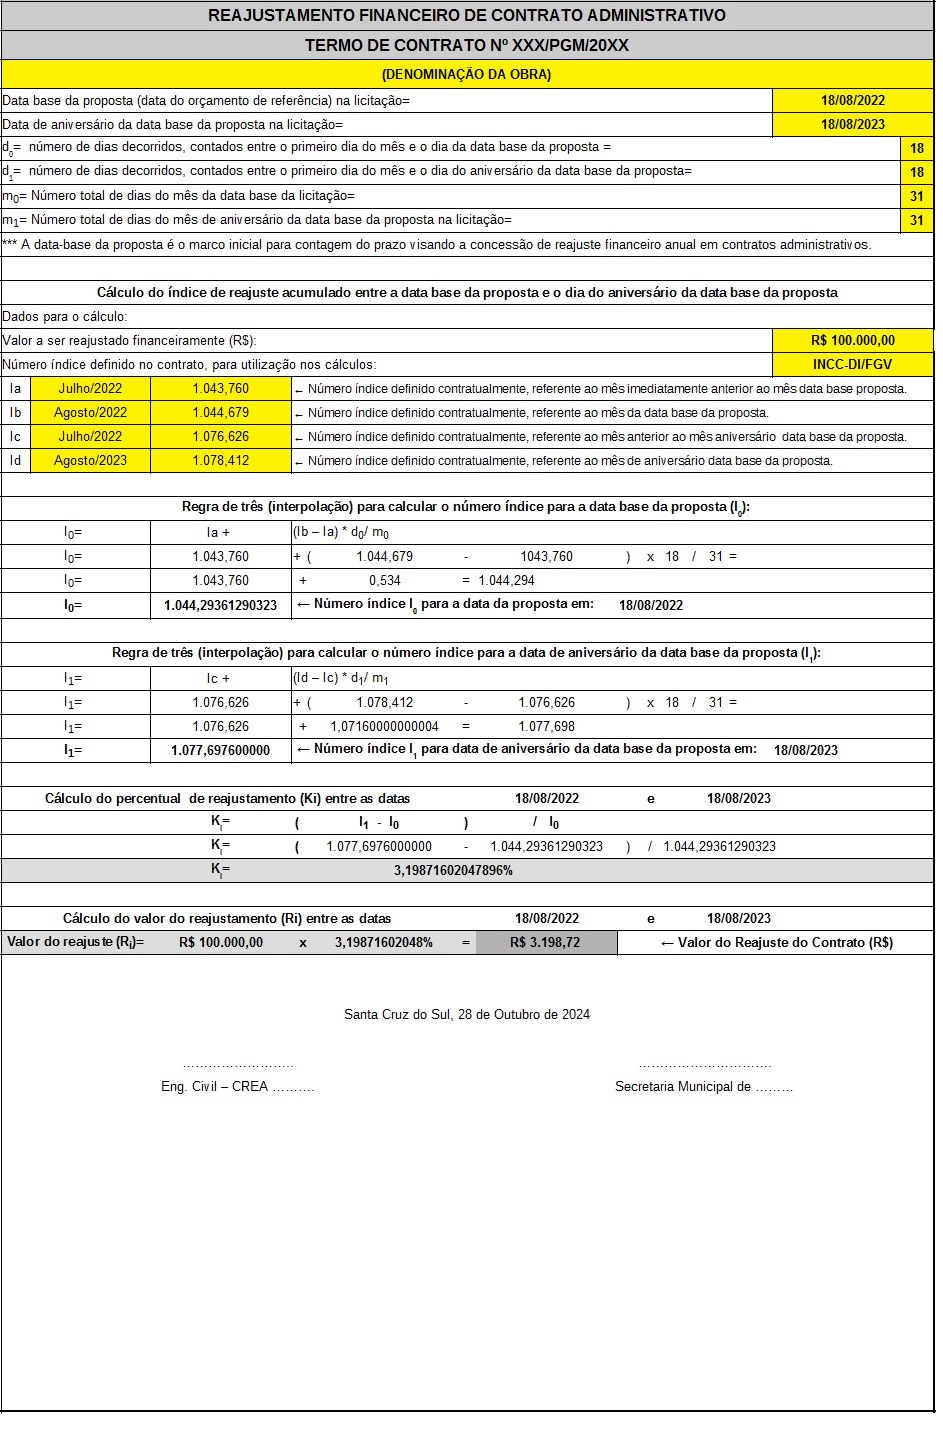 REAJUSTAMENTO FINANCEIRO DE CONTRATO ADMINISTRATIVO
TERMO DE CONTRATO Nº XXX/PGM/20XX
(DENOMINAÇÃO DA OBRA)
Data base da proposta (data do orçamento de referência) na licitação= 18/08/2022
Data de aniversário da data base da proposta na licitação= 18/08/2023
d0= número de dias decorridos, contados entre o primeiro dia do mês e o dia da data base da proposta = 18
d1= número de dias decorridos, contados entre o primeiro dia do mês e o dia do aniversário da data base da proposta= 18
m0= Número total de dias do mês da data base da licitação= 31
m1= Número total de dias do mês de aniversário da data base da proposta na licitação= 31
*** A data-base da proposta é o marco inicial para contagem do prazo visando a concessão de reajuste financeiro anual em contratos administrativos.
Cálculo do índice de reajuste acumulado entre a data base da proposta e o dia do aniversário da data base da proposta
Dados para o cálculo:
Valor a ser reajustado financeiramente (R$): R$ 100.000,00
Número índice definido no contrato, para utilização nos cálculos: INCC-DI/FGV
Ia Julho/2022 1.043,760 ← Número índice definido contratualmente, referente ao mês imediatamente anterior ao mês data base proposta.
Ib Agosto/2022 1.044,679 ← Número índice definido contratualmente, referente ao mês da data base da proposta.
Ic Julho/2022 1.076,626 ← Número índice definido contratualmente, referente ao mês anterior ao mês aniversário data base da proposta.
Id Agosto/2023 1.078,412 ← Número índice definido contratualmente, referente ao mês de aniversário data base da proposta.
Regra de três (interpolação) para calcular o número índice para a data base da proposta (I0):
I0= Ia + (Ib – Ia) * d0/ m0
I0= 1.043,760 + ( 1.044,679 - 1043,760 ) x 18 / 31 =
I0= 1.043,760 + 0,534 = 1.044,294
I0= 1.044,29361290323 ← Número índice I0 para a data da proposta em: 18/08/2022
Regra de três (interpolação) para calcular o número índice para a data de aniversário da data base da proposta (I1):
I1= Ic + (Id – Ic) * d1/ m1
I1= 1.076,626 + ( 1.078,412 - 1.076,626 ) x 18 / 31 =
I1= 1.076,626 + 1,07160000000004 = 1.077,698
I1= 1.077,697600000 ← Número índice I1 para data de aniversário da data base da proposta em: 18/08/2023
Cálculo do percentual de reajustamento (Ki) entre as datas 18/08/2022 e 18/08/2023
Ki= ( I1 - I0 ) / I0
Ki= ( 1.077,6976000000 - 1.044,29361290323 ) / 1.044,29361290323
Ki= 3,19871602047896%
Cálculo do valor do reajustamento (Ri) entre as datas 18/08/2022 e 18/08/2023
Valor do reajuste (Ri)= R$ 100.000,00 x 3,19871602048% = R$ 3.198,72 ← Valor do Reajuste do Contrato (R$)
Santa Cruz do Sul, 28 de Outubro de 2024
…………………….. ………………………….
Eng. Civil – CREA ………. Secretaria Municipal de ………